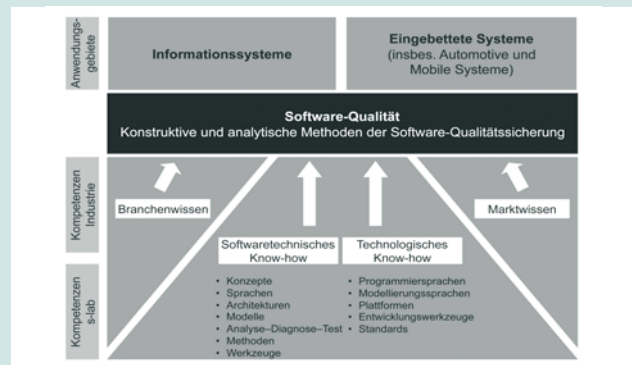 Anwendungs-
gebiete
Informationssysteme
Eingebettete Systeme
(insbes. Automotive und
Mobile Systeme)
Software-Qualität
Konstruktive und analytische Methoden der Software-Qualitätssicherung
Kompetenzen
Industrie
Branchenwissen
Marktwissen
Softwaretechnisches
Know-how
Technologisches
Know-how
Kompetenzen
s-lab
• Konzepte
• Sprachen
• Architekturen
• Modelle
• Analyse–Diagnose–Test
• Methoden
• Werkzeuge
• Programmiersprachen
• Modellierungssprachen
• Plattformen
• Entwicklungswerkzeuge
• Standards